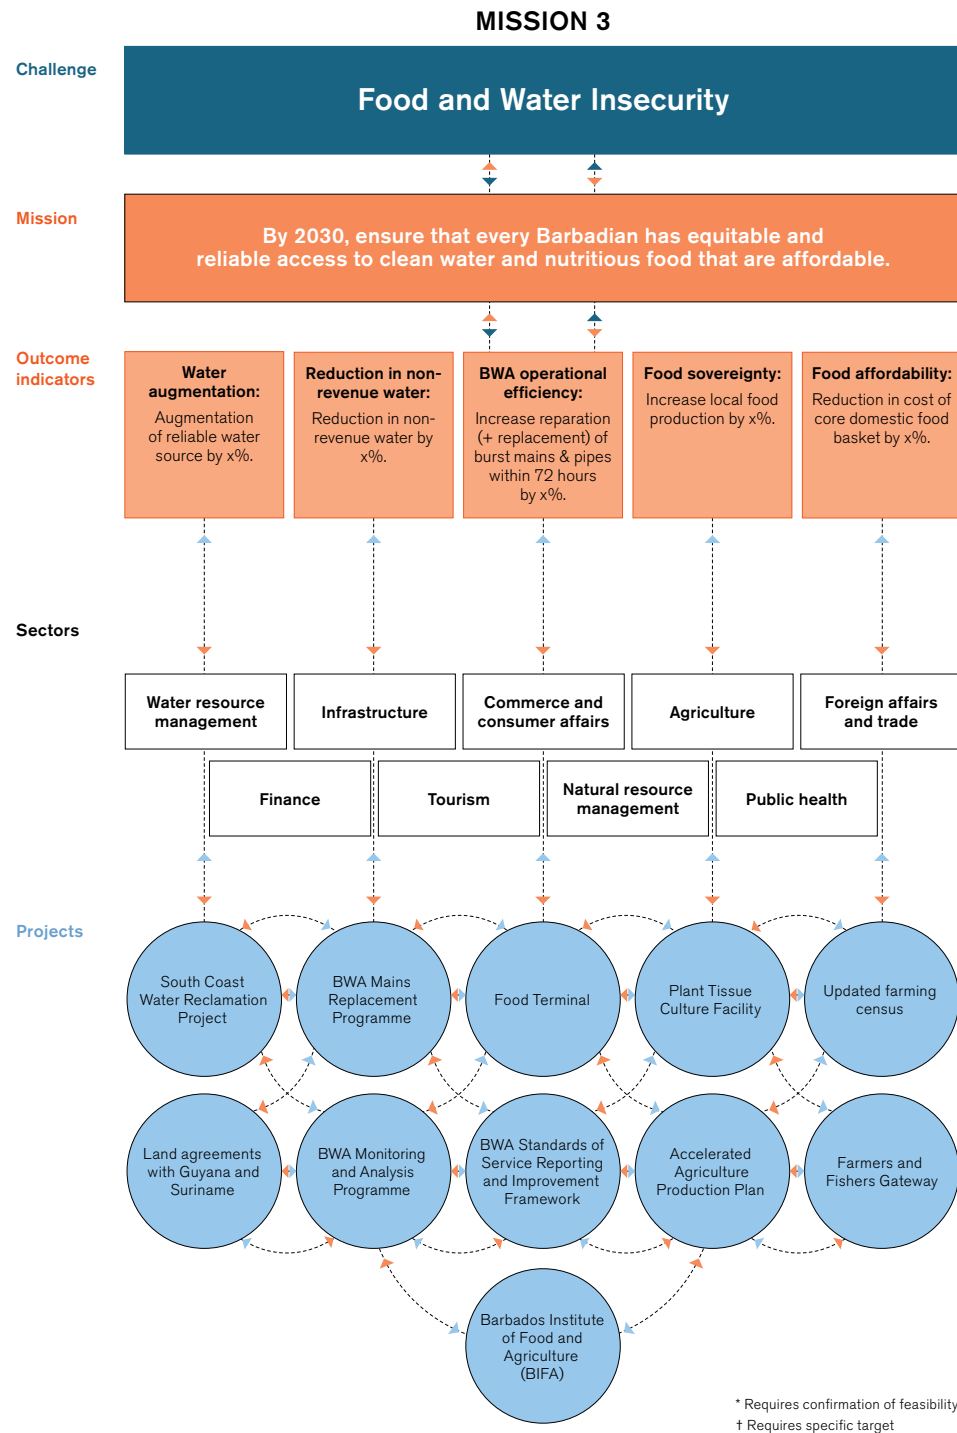 MISSION 3
Challenge
Food and Water Insecurity
Mission
By 2030, ensure that every Barbadian has equitable and
reliable access to clean water and nutritious food that are affordable.
Outcome
indicators
Water
augmentation:
Augmentation
of reliable water
source by x%.
Reduction in non-
revenue water:
Reduction in non-
revenue water by
x%.
BWA operational
efficiency:
Increase reparation
(+ replacement) of
burst mains & pipes
within 72 hours
by x%.
Food sovereignty:
Increase local food
production by x%.
Food affordability:
Reduction in cost of
core domestic food
basket by x%.
Sectors
Water resource
management
Infrastructure
Commerce and
consumer affairs
Agriculture
Foreign affairs
and trade
Finance
Tourism
Natural resource
management
Public health
Projects
South Coast
Water Reclamation
Project
BWA Mains
Replacement
Programme
Food Terminal
Plant Tissue
Culture Facility
Updated farming
census
Land agreements
with Guyana and
Suriname
BWA Monitoring
and Analysis
Programme
BWA Standards of
Service Reporting
and Improvement
Framework
Accelerated
Agriculture
Production Plan
Farmers and
Fishers Gateway
Barbados Institute
of Food and
Agriculture
(BIFA)
* Requires confirmation of feasibility
† Requires specific target